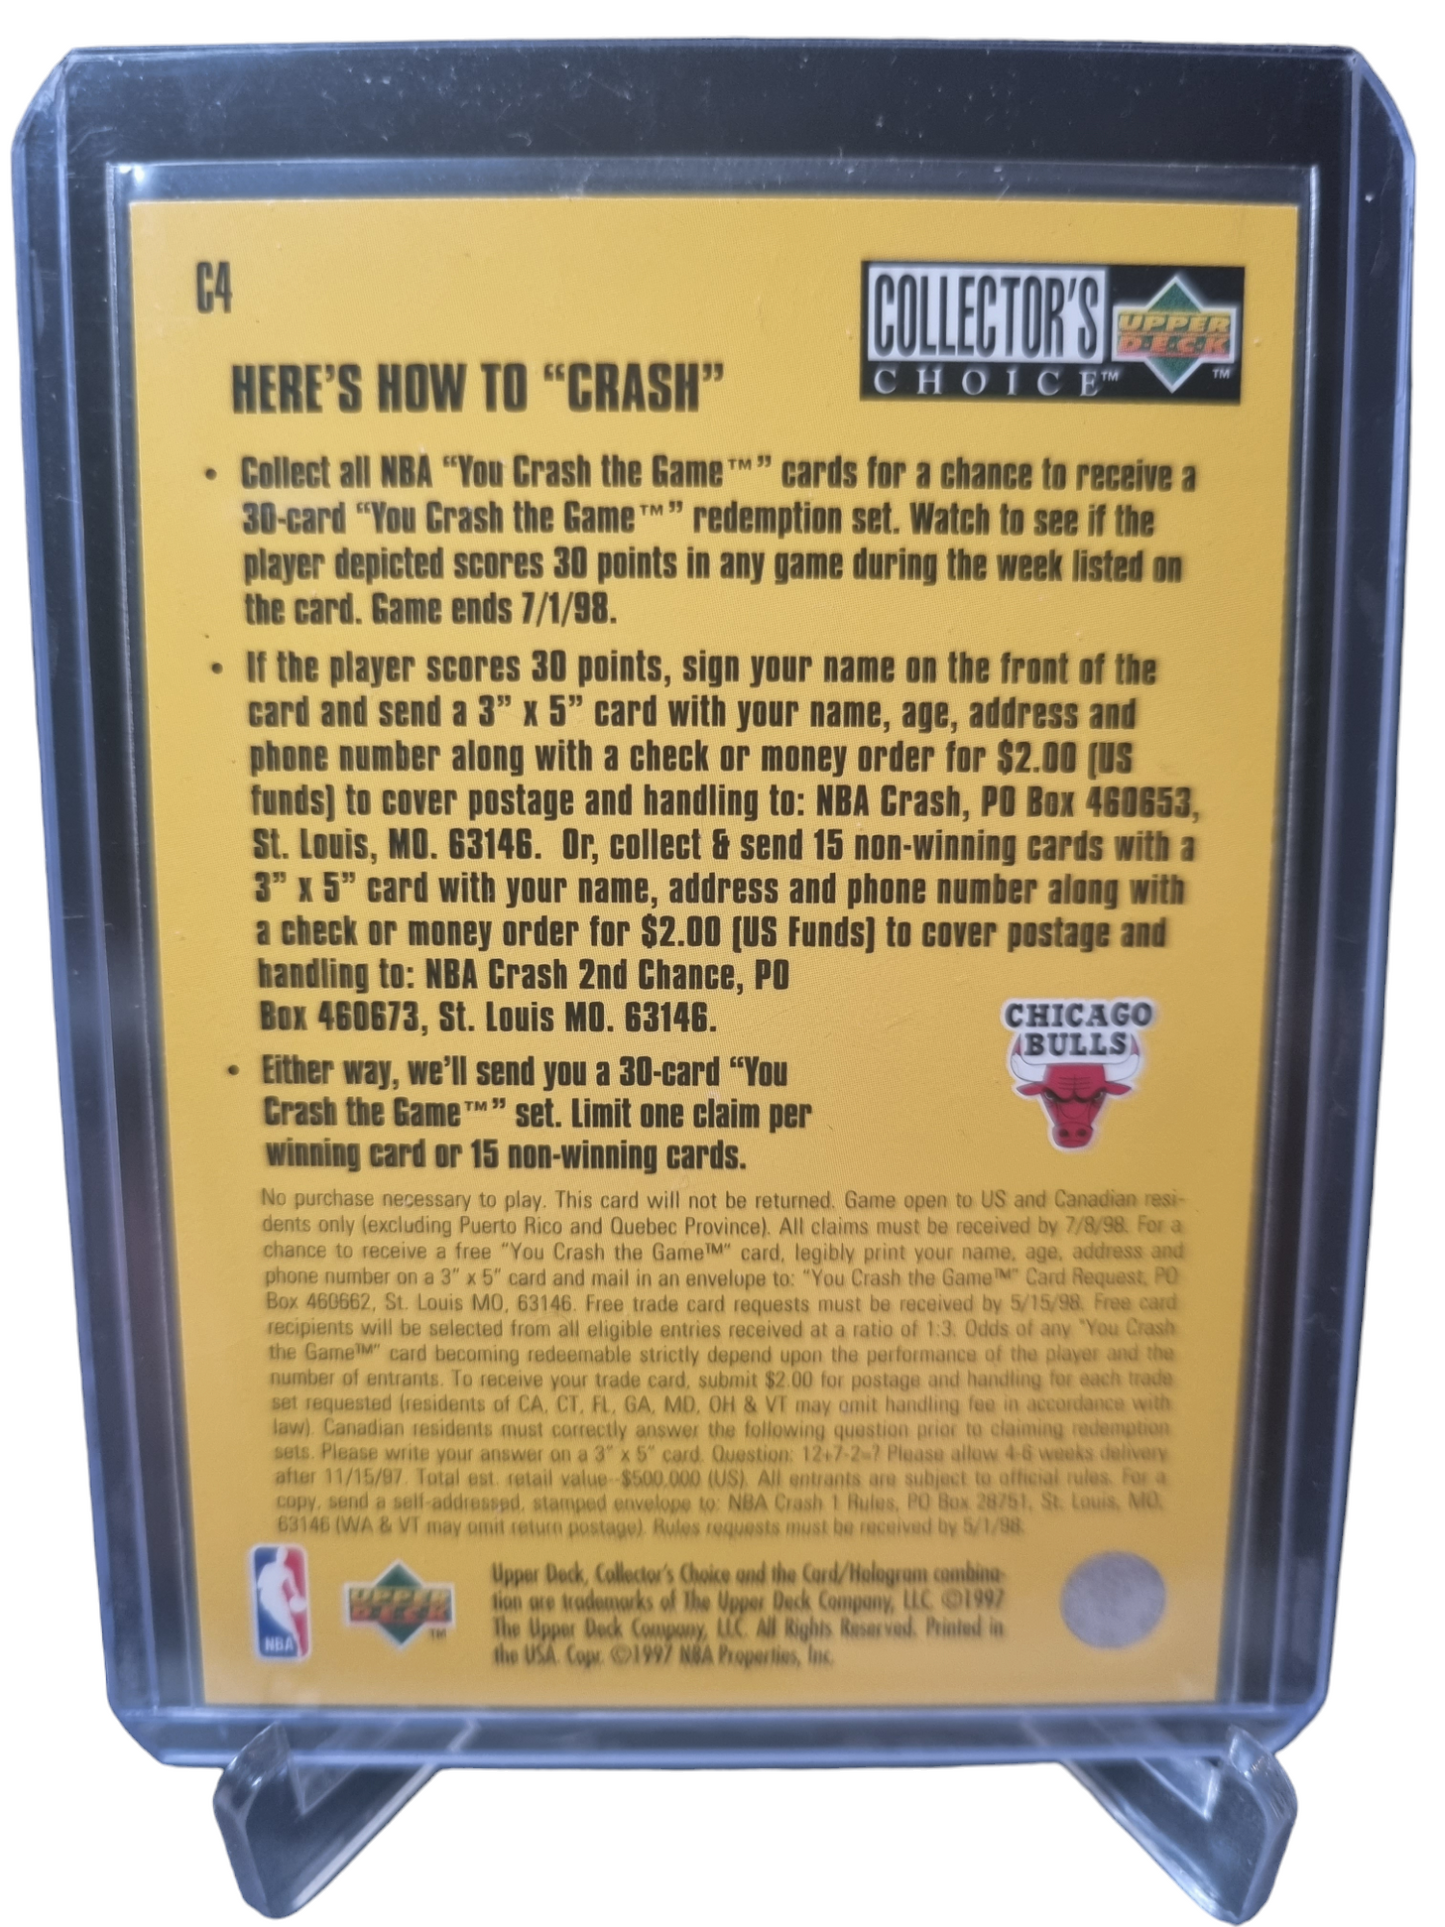 C4
COLLECTOR'S
CHOICE™
UPPER
D·E·C·K
™
HERE'S HOW TO “CRASH”
• Collect all NBA “You Crash the Game™” cards for a chance to receive a
30-card “You Crash the Game™” redemption set. Watch to see if the
player depicted scores 30 points in any game during the week listed on
the card. Game ends 7/1/98.
• If the player scores 30 points, sign your name on the front of the
card and send a 3” x 5” card with your name, age, address and
phone number along with a check or money order for $2.00 (US
funds) to cover postage and handling to: NBA Crash, PO Box 460653,
St. Louis, MO. 63146. Or, collect & send 15 non-winning cards with a
3” x 5” card with your name, address and phone number along with
a check or money order for $2.00 (US Funds) to cover postage and
handling to: NBA Crash 2nd Chance, PO
Box 460673, St. Louis MO. 63146.
• Either way, we'll send you a 30-card “You
Crash the Game™” set. Limit one claim per
winning card or 15 non-winning cards.
CHICAGO
BULLS
No purchase necessary to play. This card will not be returned. Game open to US and Canadian resi-
dents only (excluding Puerto Rico and Quebec Province). All claims must be received by 7/8/98. For a
chance to receive a free “You Crash the Game™” card, legibly print your name, age, address and
phone number on a 3” x 5” card and mail in an envelope to: “You Crash the Game™” Card Request, PO
Box 460662, St. Louis MO, 63146. Free trade card requests must be received by 5/15/98. Free card
recipients will be selected from all eligible entries received at a ratio of 1:3. Odds of any “You Crash
the Game™” card becoming redeemable strictly depend upon the performance of the player and the
number of entrants. To receive your trade card, submit $2.00 for postage and handling for each trade
set requested (residents of CA, CT, FL, GA, MD, OH & VT may omit handling fee in accordance with
law). Canadian residents must correctly answer the following question prior to claiming redemption
sets. Please write your answer on a 3” x 5” card. Question: 12+7-2=? Please allow 4-6 weeks delivery
after 11/15/97. Total est. retail value--$500,000 (US). All entrants are subject to official rules. For a
copy, send a self-addressed, stamped envelope to: NBA Crash 1 Rules, PO Box 28751, St. Louis, MO,
63146 (WA & VT may omit return postage). Rules requests must be received by 5/1/98.
NBA
UPPER
DECK
™
Upper Deck, Collector's Choice and the Card/Hologram combina-
tion are trademarks of The Upper Deck Company, LLC. ©1997
The Upper Deck Company, LLC. All Rights Reserved. Printed in
the USA. Copr. ©1997 NBA Properties, Inc.